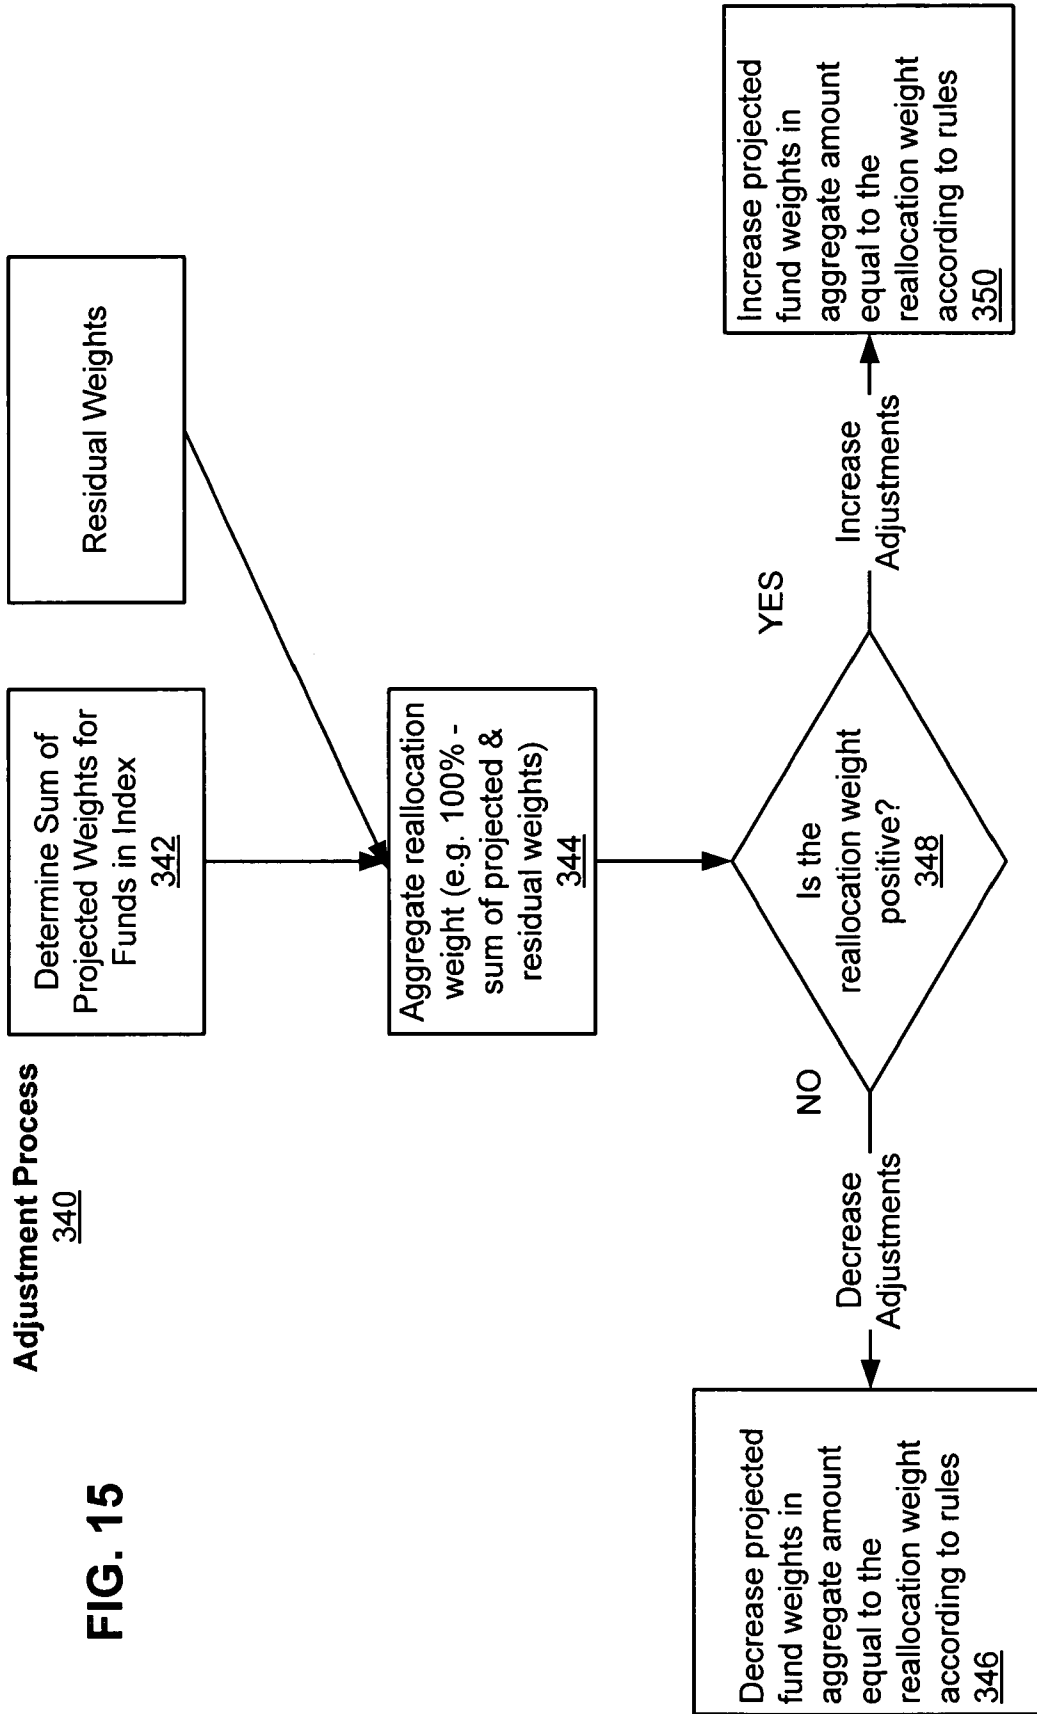 FIG. 15
Adjustment Process
340
Determine Sum of
Projected Weights for
Funds in Index
342
Residual Weights
Aggregate reallocation
weight (e.g. 100% -
sum of projected &
residual weights)
344
Is the
reallocation weight
positive?
348
NO
YES
Decrease
Adjustments
Increase
Adjustments
Decrease projected
fund weights in
aggregate amount
equal to the
reallocation weight
according to rules
346
Increase projected
fund weights in
aggregate amount
equal to the
reallocation weight
according to rules
350